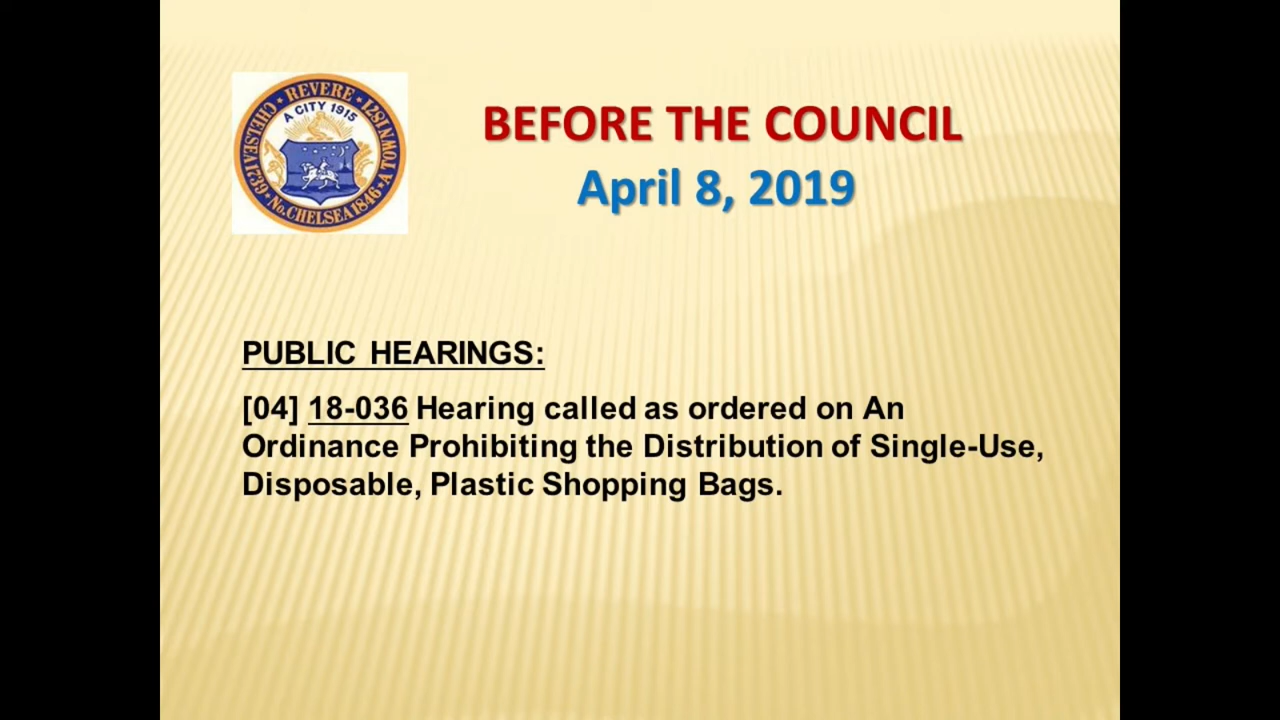 REVERE
A CITY 1915
CHELSEA 1739 • No. CHELSEA 1846 • A TOWN 1871
BEFORE THE COUNCIL
April 8, 2019
PUBLIC HEARINGS:
[04] 18-036 Hearing called as ordered on An
Ordinance Prohibiting the Distribution of Single-Use,
Disposable, Plastic Shopping Bags.